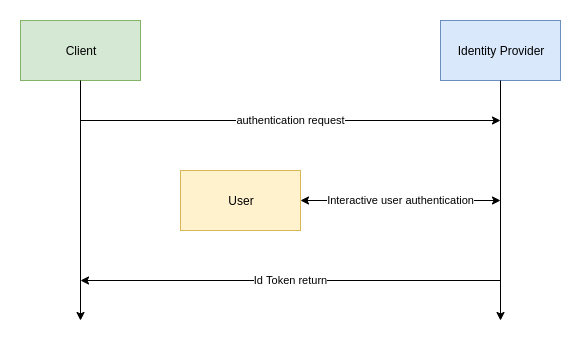 Client
Identity Provider
authentication request
User
Interactive user authentication
Id Token return